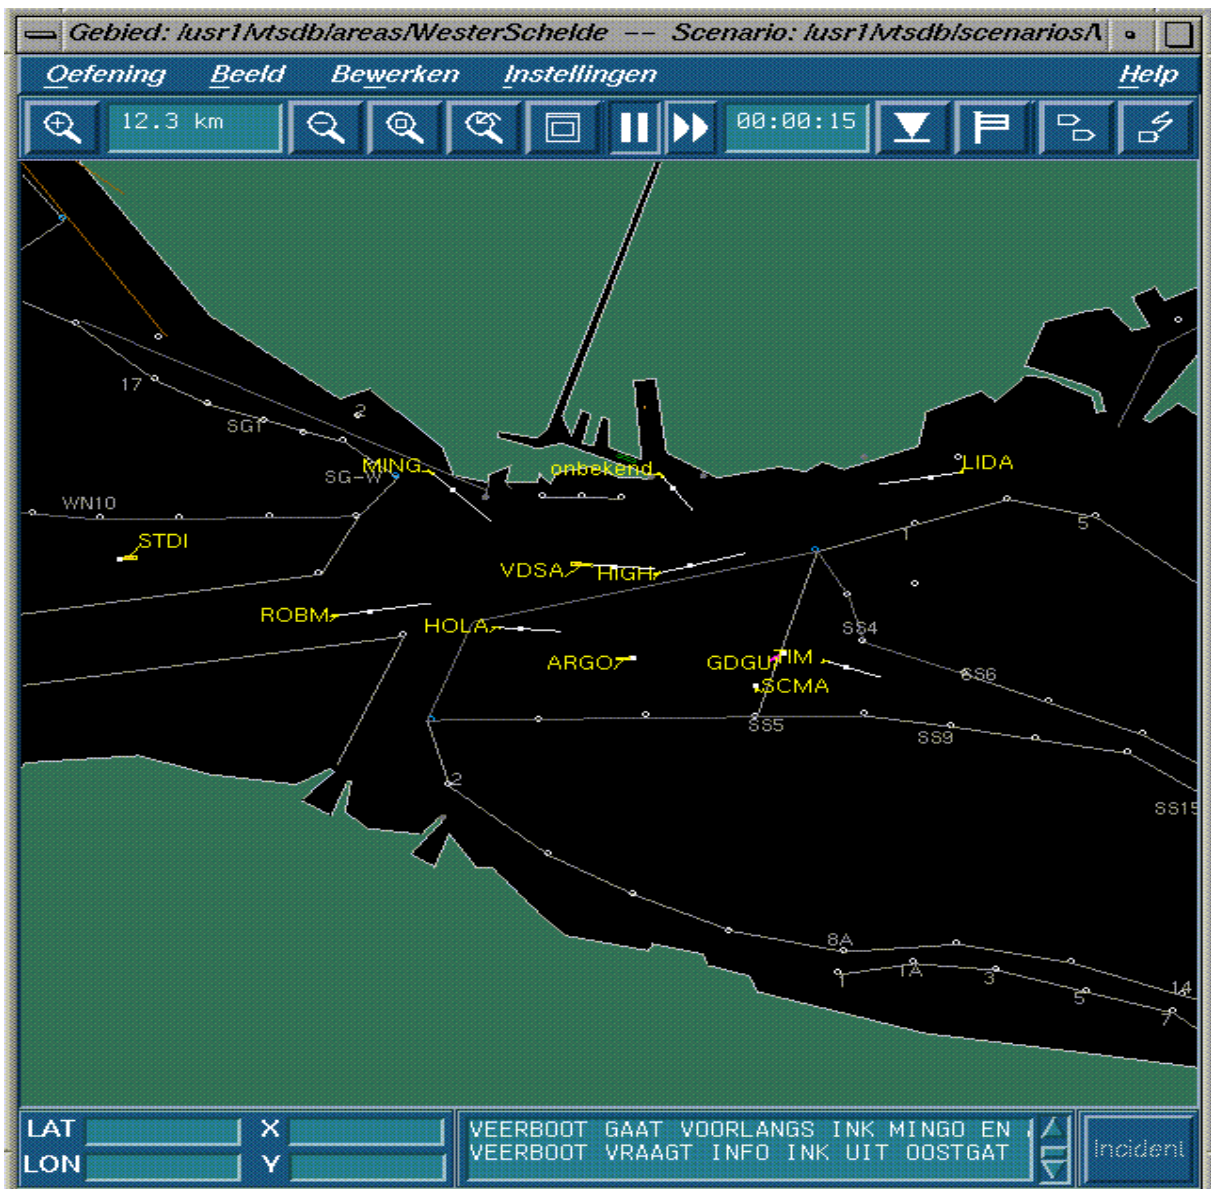 Gebied: /usr1/vtsdb/areas/WesterSchelde -- Scenario: /usr1/vtsdb/scenarios/
Oefening Beeld Bewerken Instellingen Help
12.3 km 00:00:15
17
2
SG1
MING
onbekend
LIDA
SG-W
WN10
5
1
STDI
VDSA
HIGH
ROBM
HOLA
SS4
ARGO
GDGU
TIM
SS6
SCMA
SS5
SS9
2
SS15
8A
1
1A
3
14
5
7
LAT X VEERBOOT GAAT VOORLANGS INK MINGO EN
LON Y VEERBOOT VRAAGT INFO INK UIT OOSTGAT
Incident